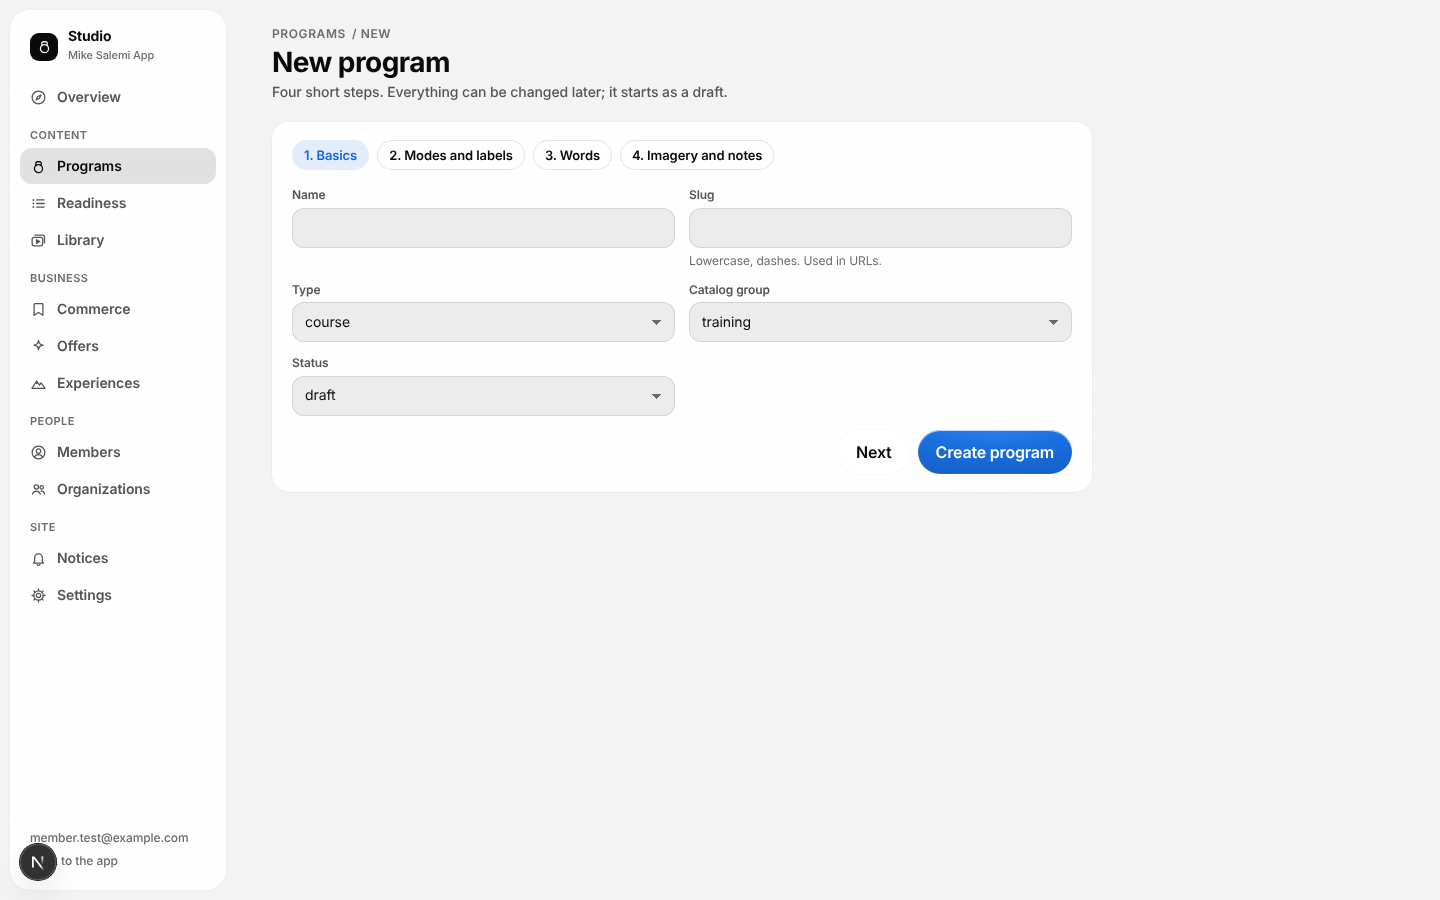 Studio
Mike Salemi App
Overview
CONTENT
Programs
Readiness
Library
BUSINESS
Commerce
Offers
Experiences
PEOPLE
Members
Organizations
SITE
Notices
Settings
member.test@example.com
N
to the app
PROGRAMS / NEW
New program
Four short steps. Everything can be changed later; it starts as a draft.
1. Basics
2. Modes and labels
3. Words
4. Imagery and notes
Name
Slug
Lowercase, dashes. Used in URLs.
Type
Catalog group
course
training
Status
draft
Next
Create program